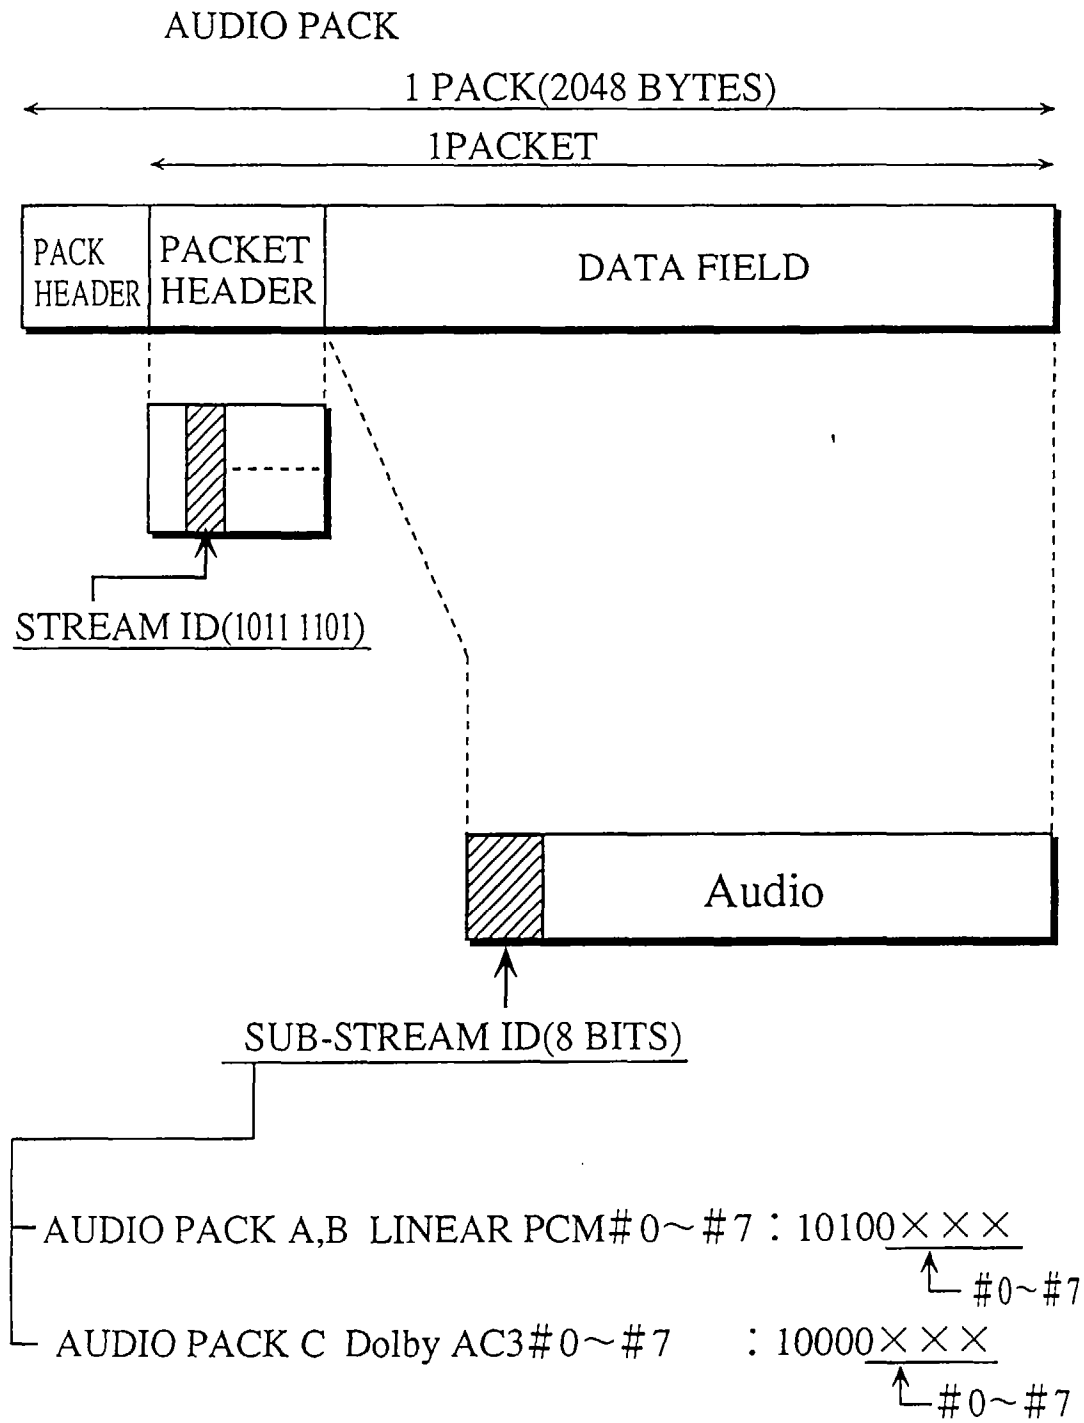 AUDIO PACK
1 PACK(2048 BYTES)
1PACKET
PACK HEADER
PACKET HEADER
DATA FIELD
STREAM ID(1011 1101)
Audio
SUB-STREAM ID(8 BITS)
AUDIO PACK A,B LINEAR PCM#0~#7 : 10100×××
#0~#7
AUDIO PACK C Dolby AC3#0~#7 : 10000×××
#0~#7